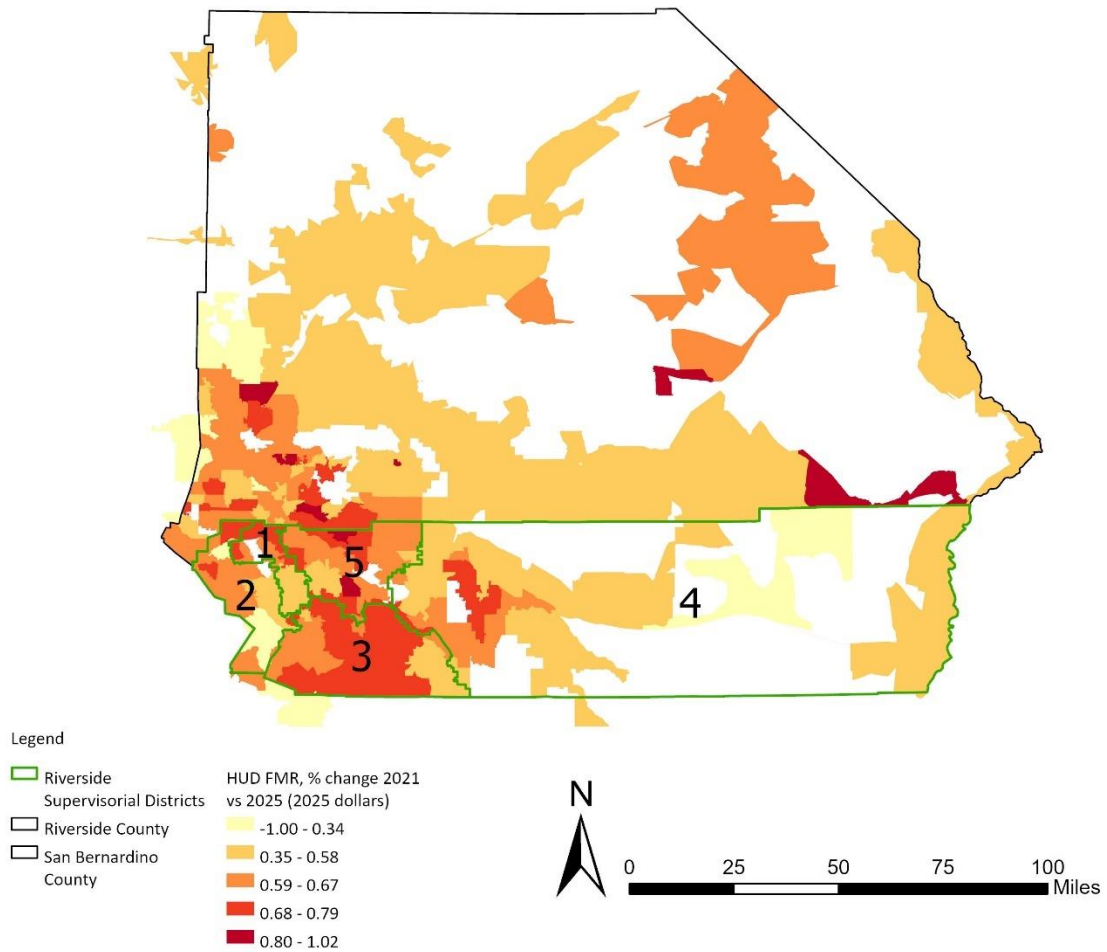 1
5
2
4
3
Legend
Riverside
Supervisorial Districts
Riverside County
San Bernardino
County
HUD FMR, % change 2021
vs 2025 (2025 dollars)
-1.00 - 0.34
0.35 - 0.58
0.59 - 0.67
0.68 - 0.79
0.80 - 1.02
N
0 25 50 75 100
Miles